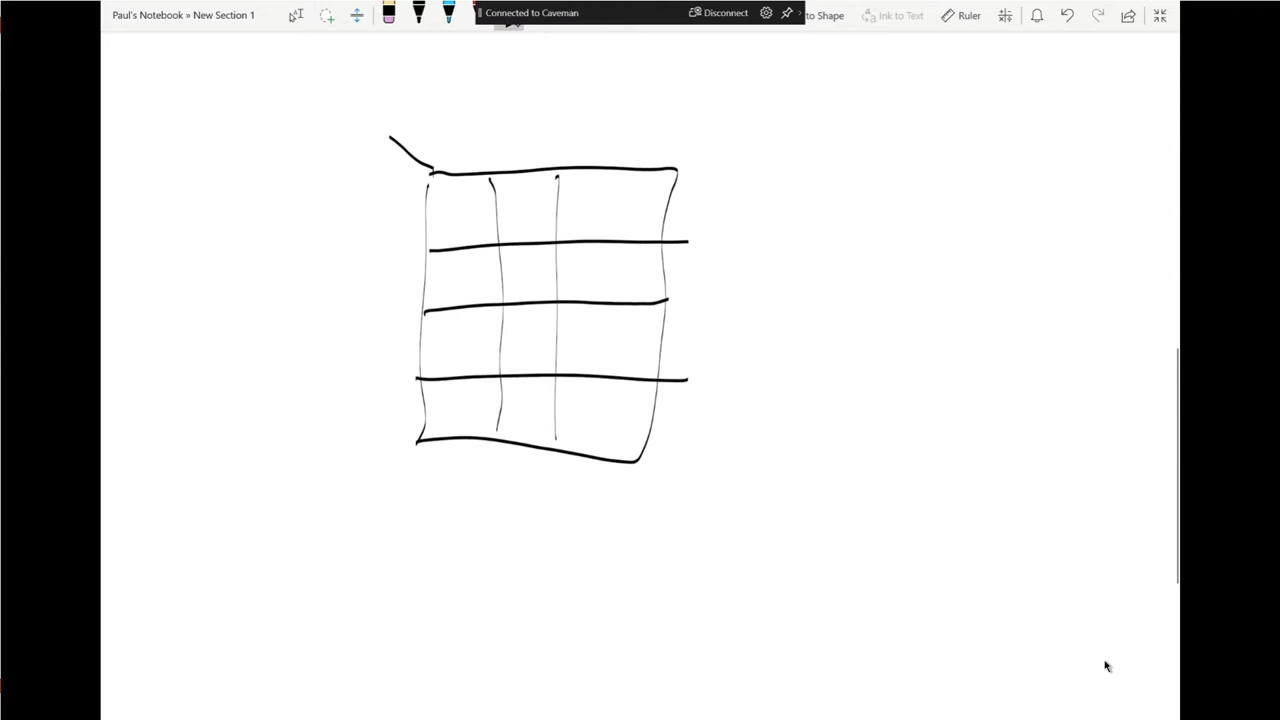 Paul's Notebook » New Section 1
Connected to Caveman
Disconnect
to Shape
Ink to Text
Ruler